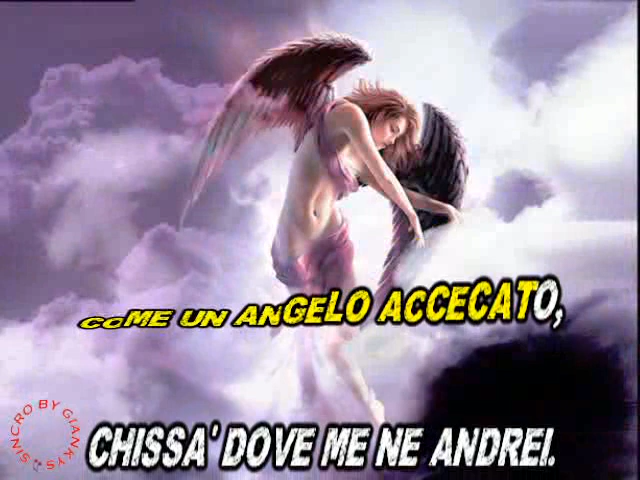 COME UN ANGELO ACCECATO,
CHISSA' DOVE ME NE ANDREI.
SINCRO BY GIANKYS